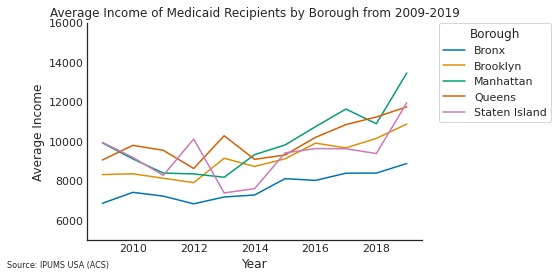 Average Income of Medicaid Recipients by Borough from 2009-2019
16000
14000
12000
10000
8000
6000
Average Income
2010
2012
2014
2016
2018
Year
Borough
Bronx
Brooklyn
Manhattan
Queens
Staten Island
Source: IPUMS USA (ACS)